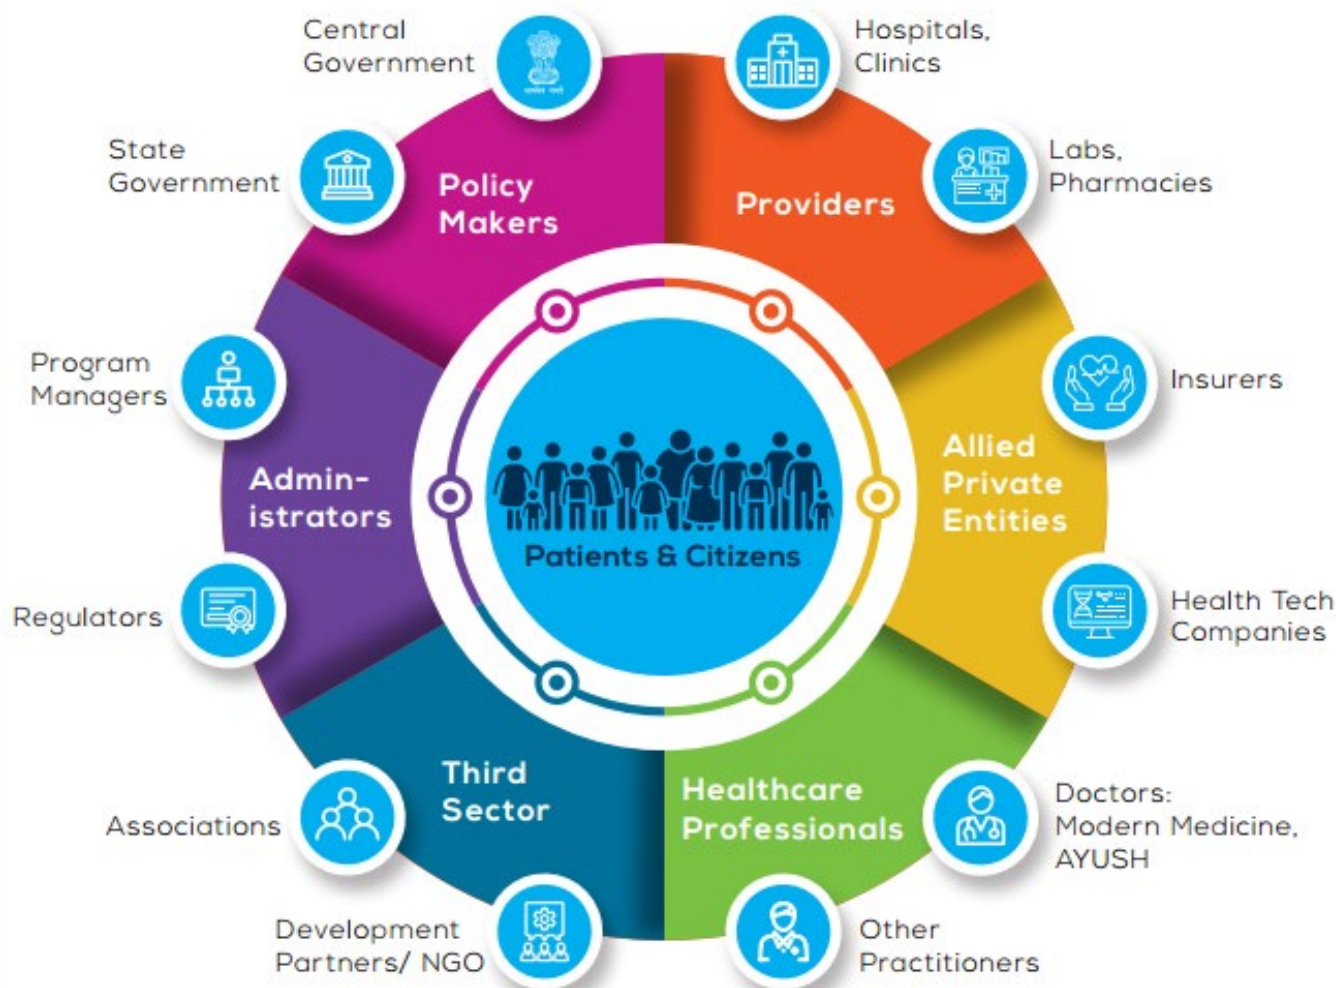 Central
Government
Hospitals,
Clinics
State
Government
Labs,
Pharmacies
Policy
Makers
Providers
Program
Managers
Insurers
Admin-
istrators
Allied
Private
Entities
Patients & Citizens
Regulators
Health Tech
Companies
Third
Sector
Healthcare
Professionals
Associations
Doctors:
Modern Medicine,
AYUSH
Development
Partners/ NGO
Other
Practitioners